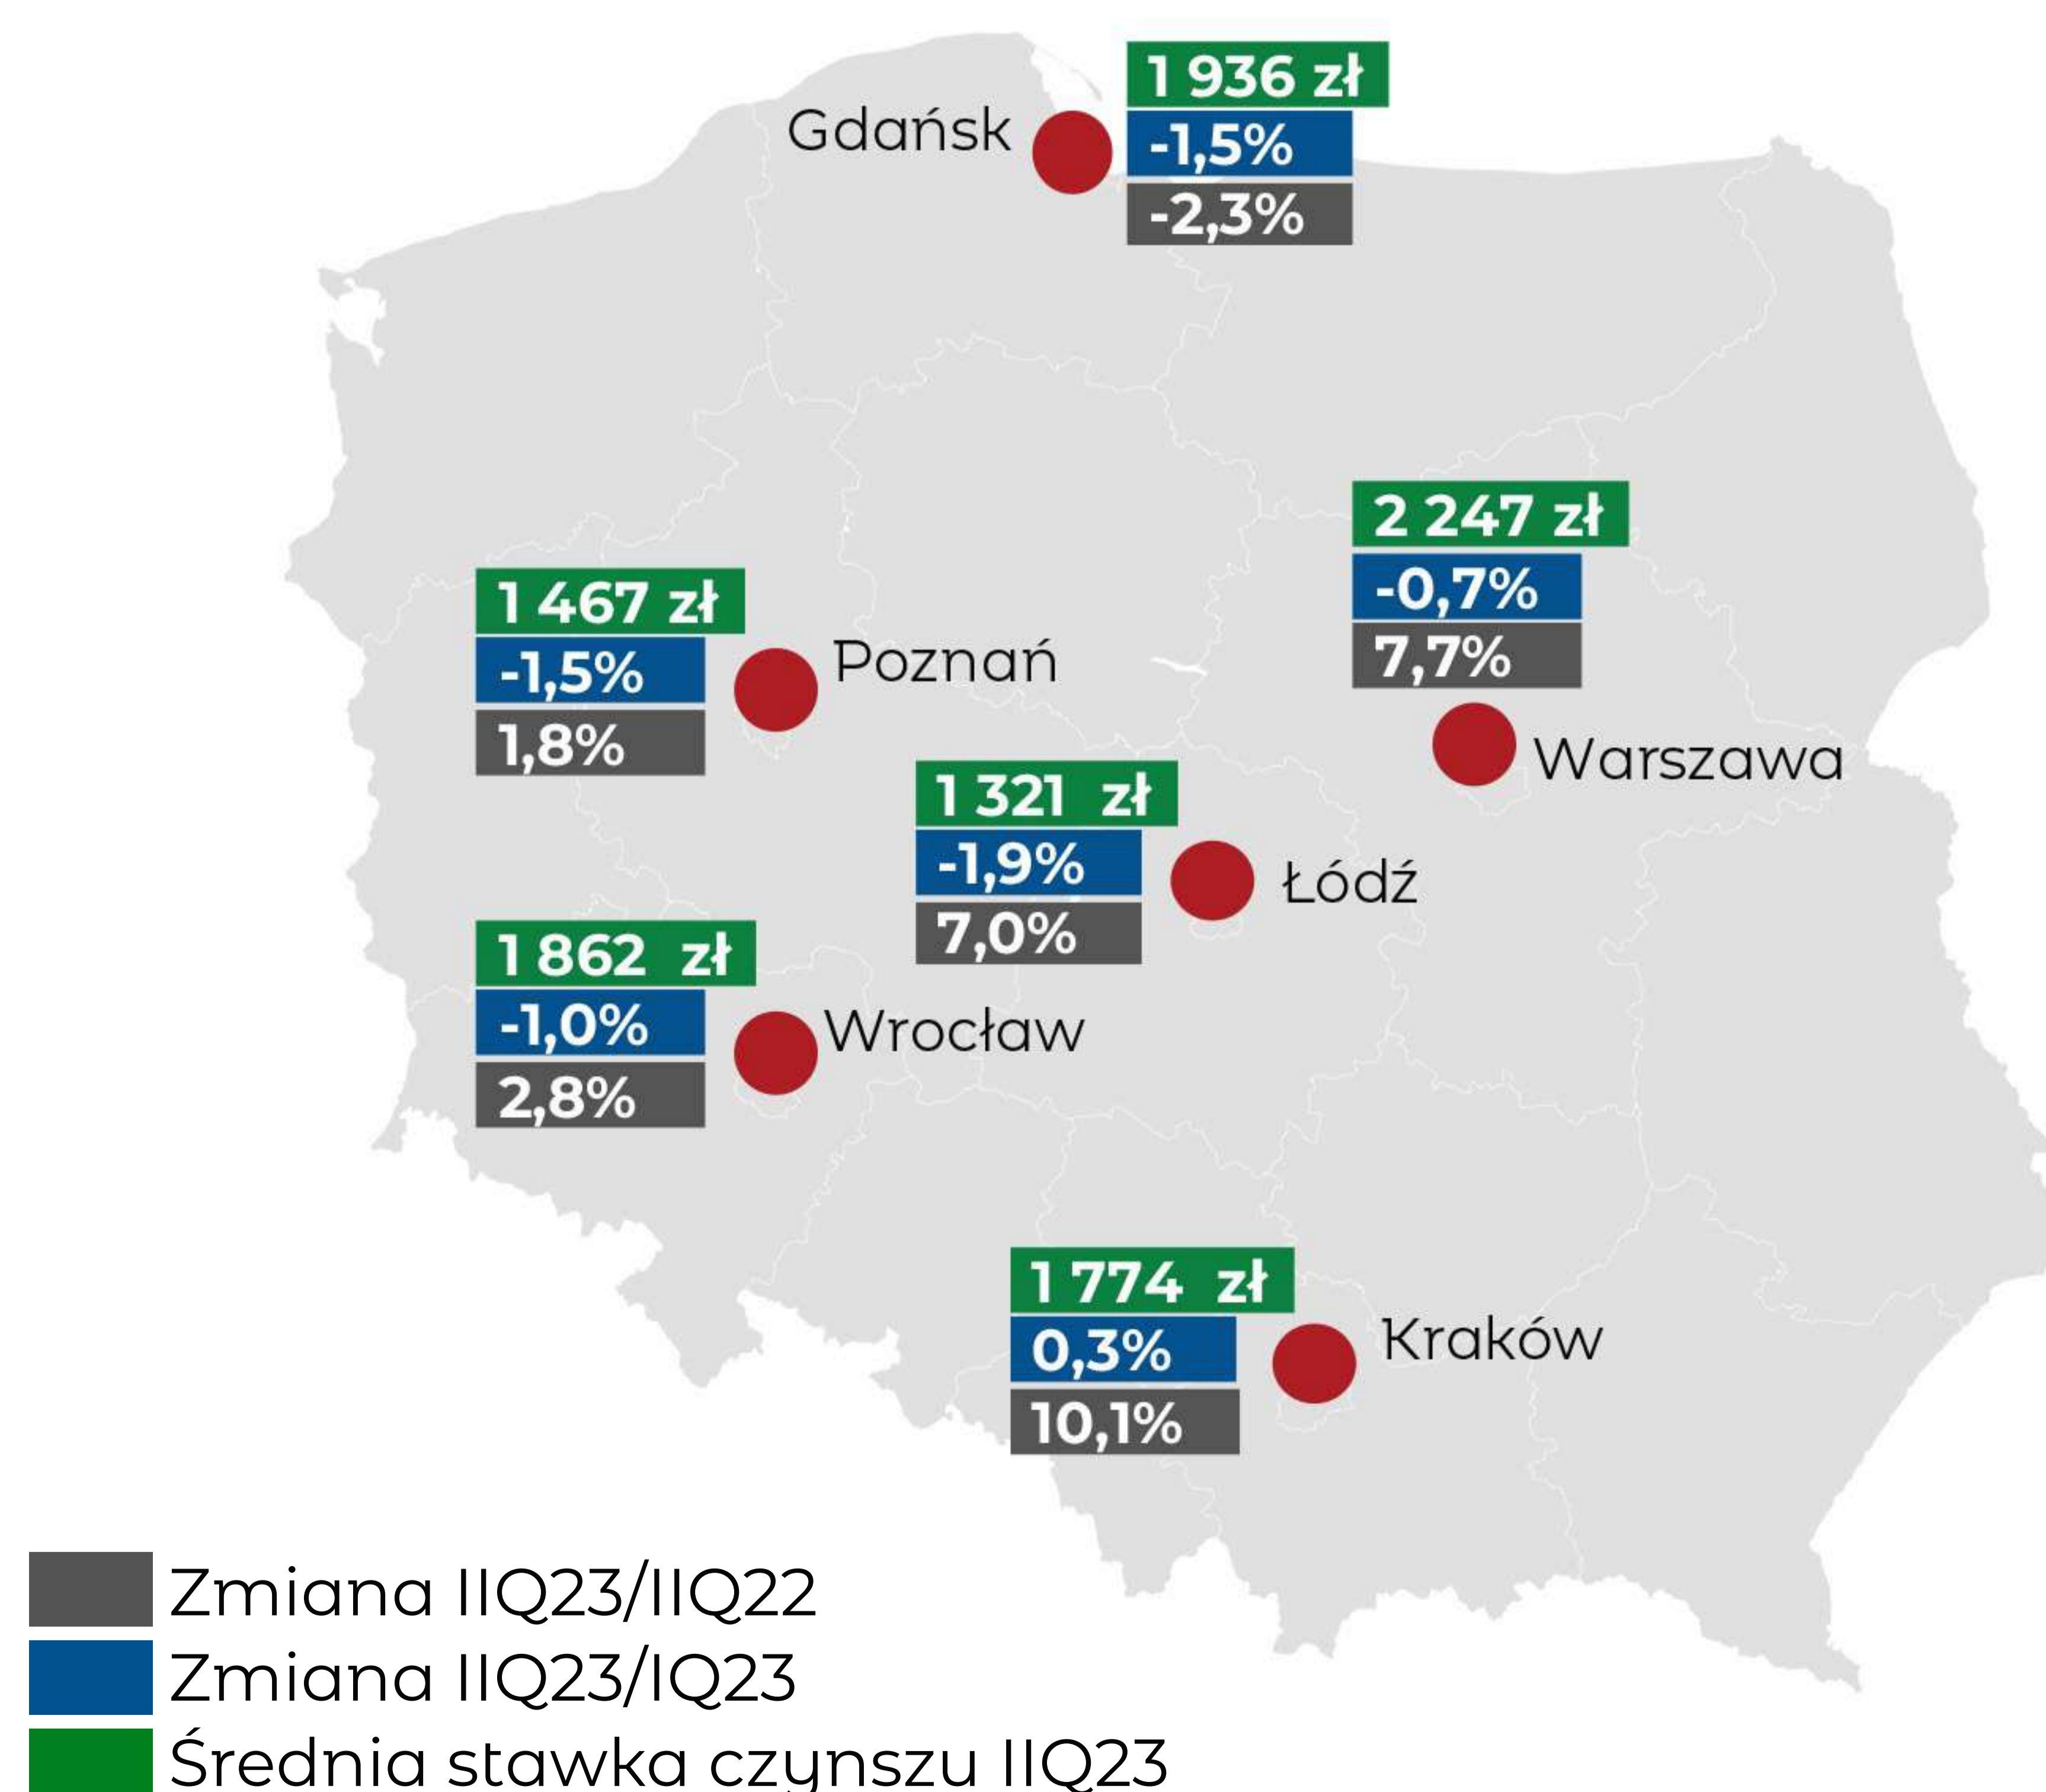 Gdańsk
1 936 zł
-1,5%
-2,3%
2 247 zł
-0,7%
7,7%
Warszawa
1 467 zł
-1,5%
1,8%
Poznań
1 321 zł
-1,9%
7,0%
Łódź
1 862 zł
-1,0%
2,8%
Wrocław
1 774 zł
0,3%
10,1%
Kraków
Zmiana IIQ23/IIQ22
Zmiana IIQ23/IQ23
Średnia stawka czynszu IIQ23